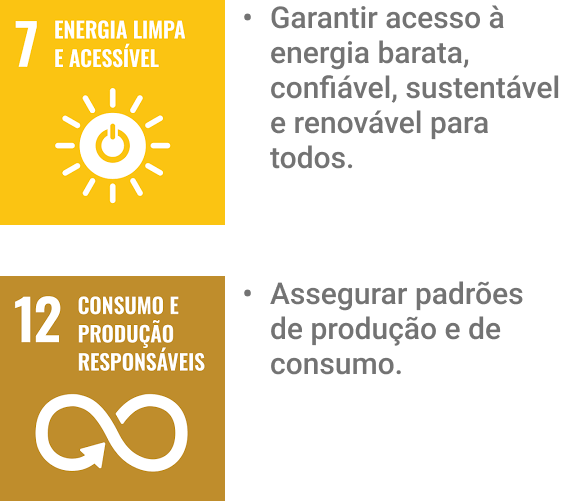 7 ENERGIA LIMPA
E ACESSÍVEL
• Garantir acesso à
energia barata,
confiável, sustentável
e renovável para
todos.
12 CONSUMO E
PRODUÇÃO
RESPONSÁVEIS
• Assegurar padrões
de produção e de
consumo.